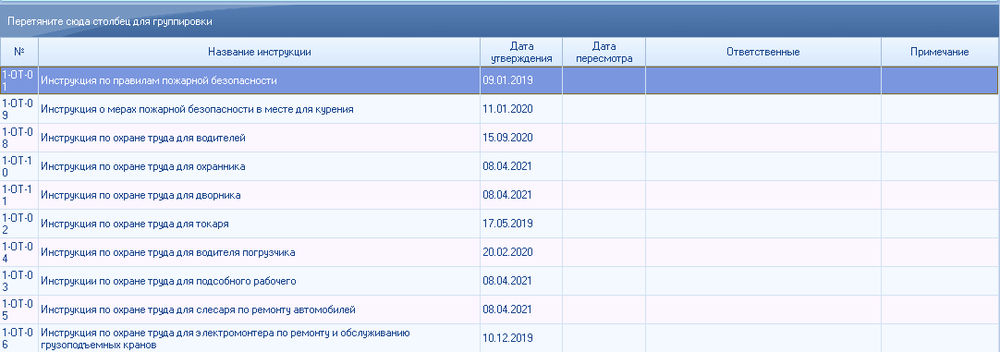 Перетяните сюда столбец для группировки
№ Название инструкции Дата утверждения Дата пересмотра Ответственные Примечание
1-ОТ-01 Инструкция по правилам пожарной безопасности 09.01.2019
1-ОТ-09 Инструкция о мерах пожарной безопасности в месте для курения 11.01.2020
1-ОТ-08 Инструкция по охране труда для водителей 15.09.2020
1-ОТ-10 Инструкция по охране труда для охранника 08.04.2021
1-ОТ-11 Инструкция по охране труда для дворника 08.04.2021
1-ОТ-02 Инструкция по охране труда для токаря 17.05.2019
1-ОТ-04 Инструкция по охране труда для водителя погрузчика 20.02.2020
1-ОТ-03 Инструкции по охране труда для подсобного рабочего 08.04.2021
1-ОТ-05 Инструкция по охране труда для слесаря по ремонту автомобилей 08.04.2021
1-ОТ-06 Инструкция по охране труда для электромонтера по ремонту и обслуживанию
грузоподъемных кранов 10.12.2019